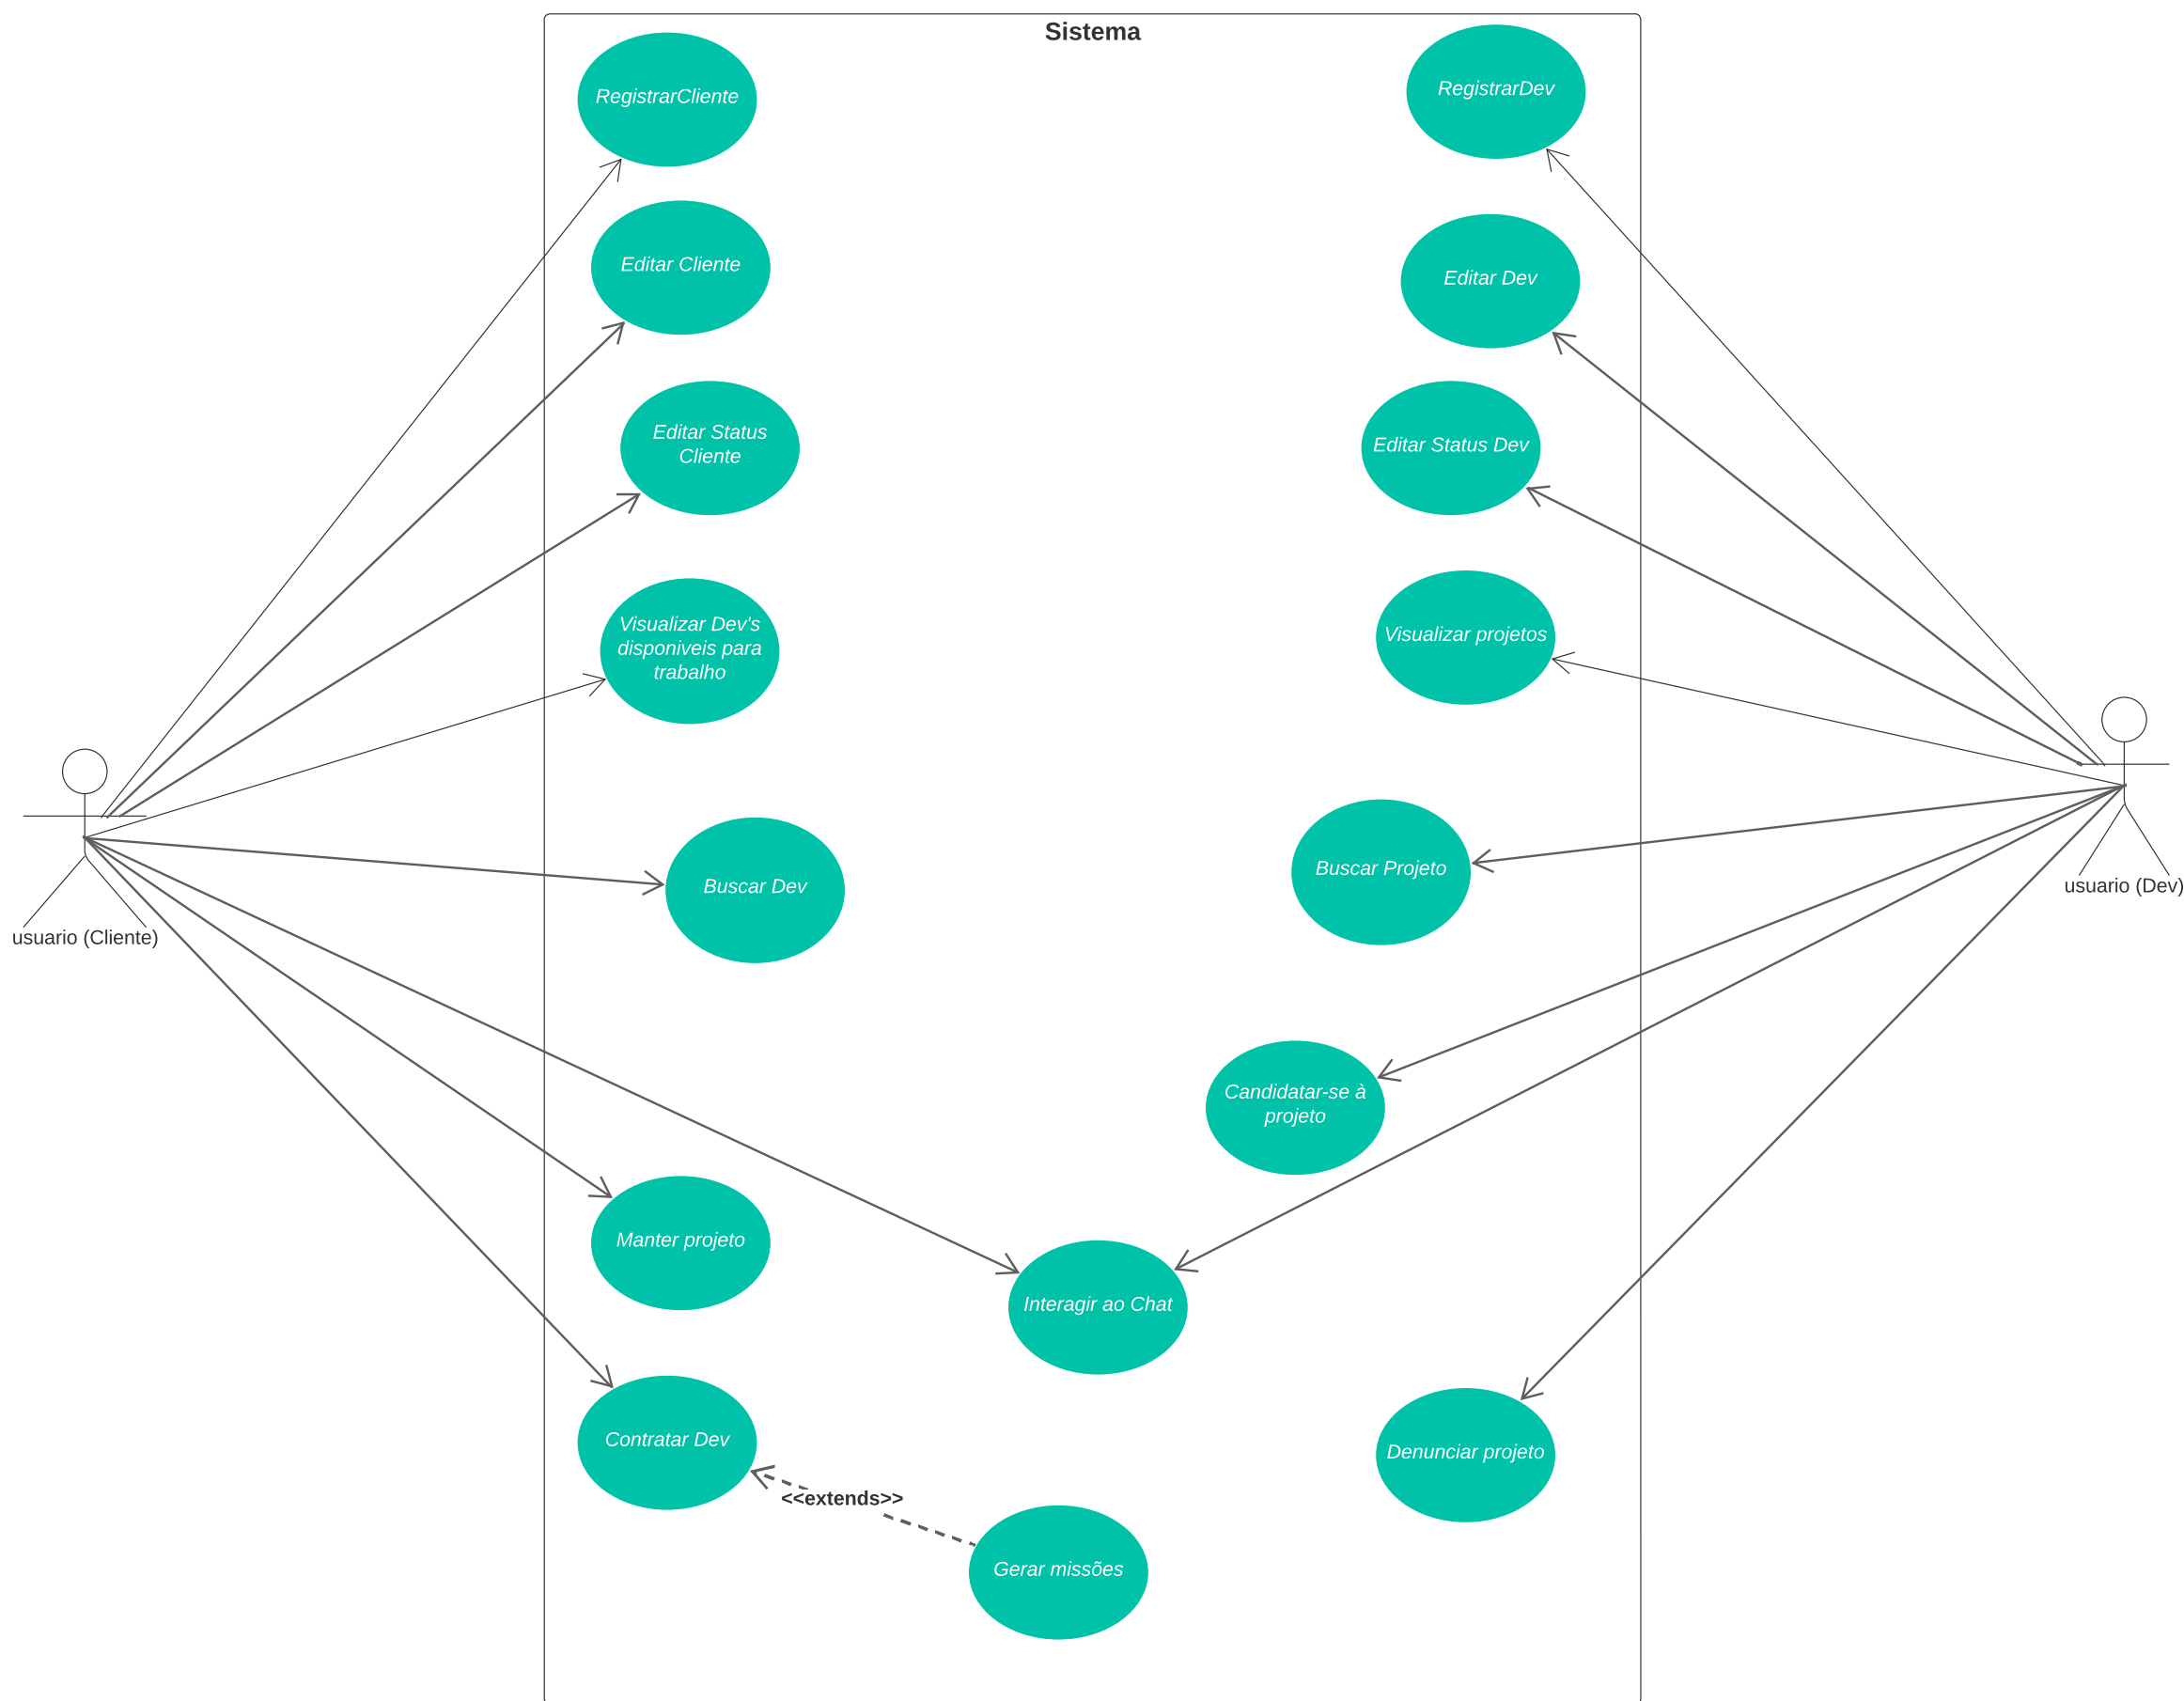 Sistema
RegistrarCliente
RegistrarDev
Editar Cliente
Editar Dev
Editar Status
Cliente
Editar Status Dev
Visualizar Dev's
disponiveis para
trabalho
Visualizar projetos
Buscar Dev
Buscar Projeto
usuario (Cliente)
usuario (Dev)
Candidatar-se à
projeto
Manter projeto
Interagir ao Chat
Contratar Dev
Denunciar projeto
<<extends>>
Gerar missões